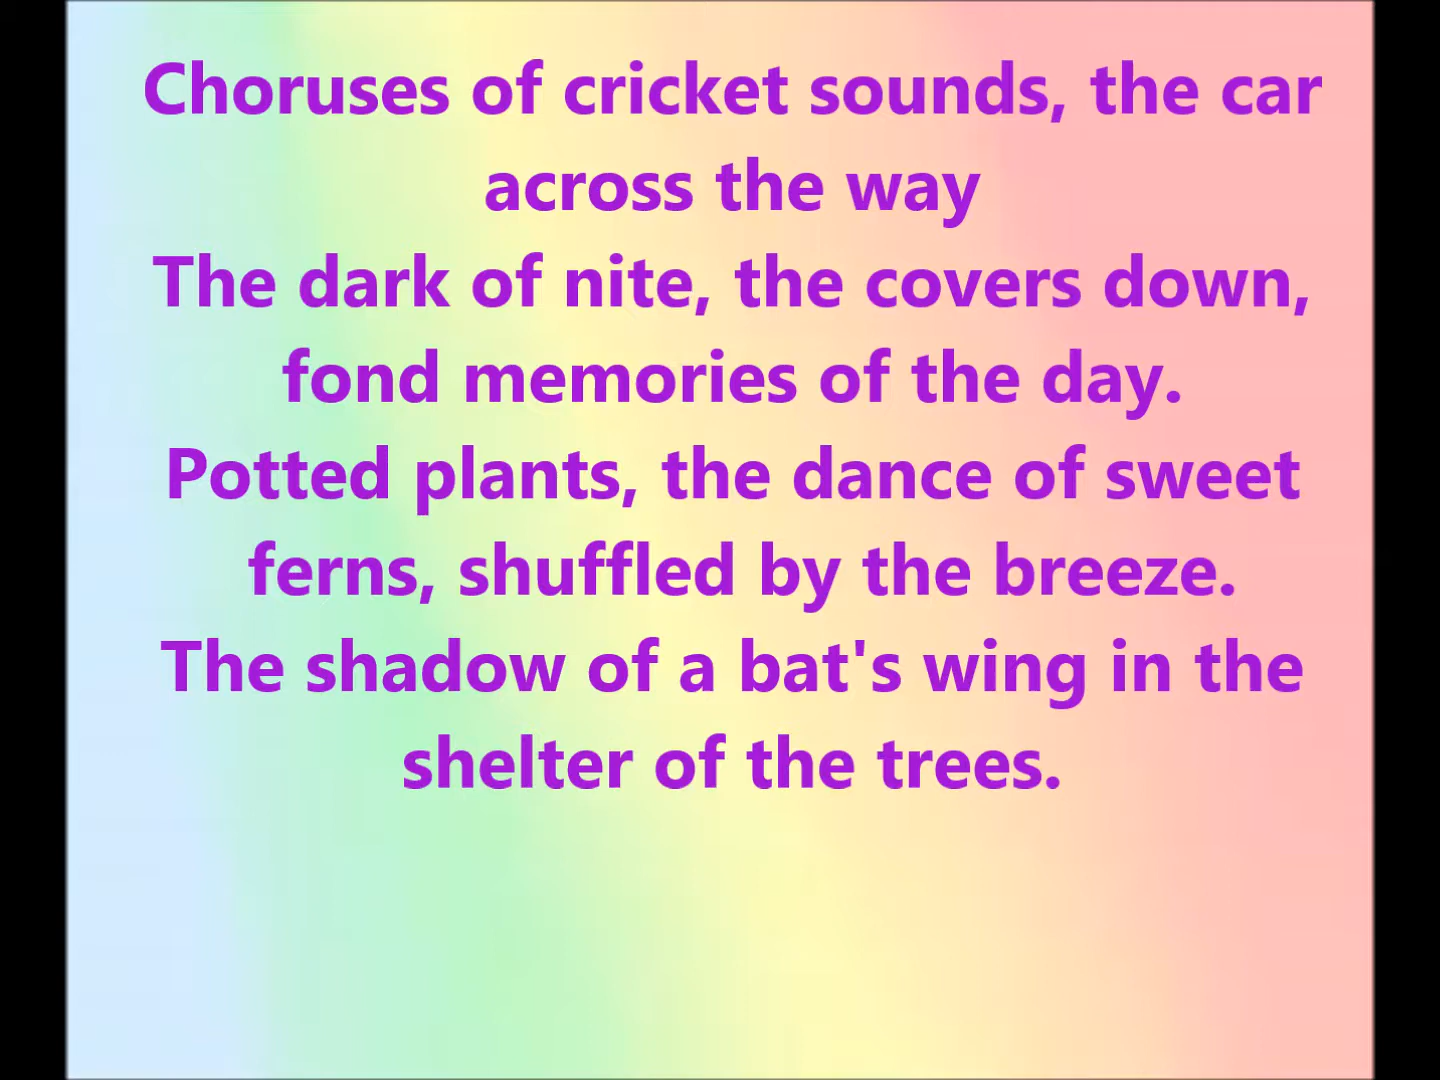 Choruses of cricket sounds, the car
across the way
The dark of nite, the covers down,
fond memories of the day.
Potted plants, the dance of sweet
ferns, shuffled by the breeze.
The shadow of a bat's wing in the
shelter of the trees.